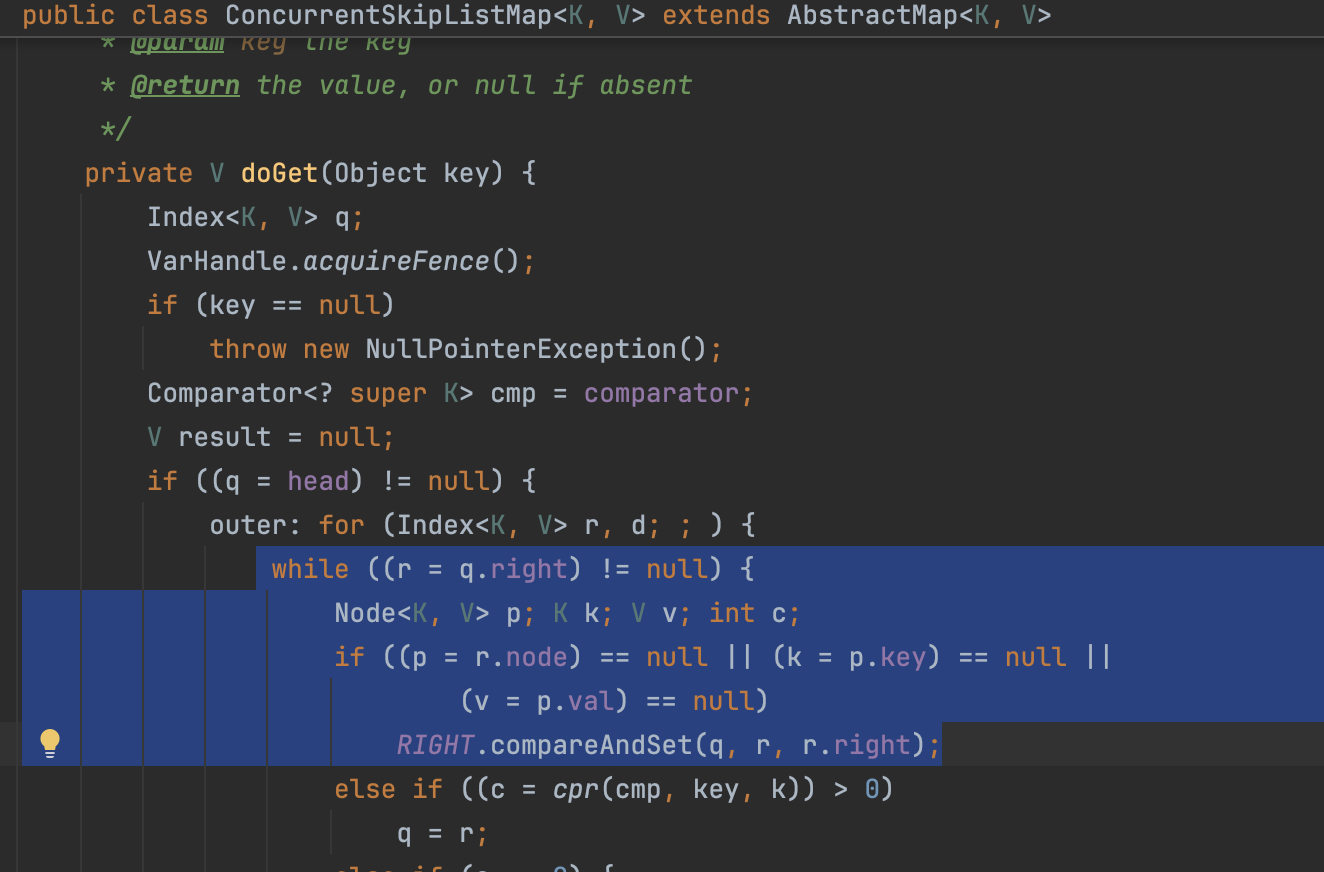 public class ConcurrentSkipListMap<K, V> extends AbstractMap<K, V>
* @param key the key
* @return the value, or null if absent
*/
private V doGet(Object key) {
Index<K, V> q;
VarHandle.acquireFence();
if (key == null)
throw new NullPointerException();
Comparator<? super K> cmp = comparator;
V result = null;
if ((q = head) != null) {
outer: for (Index<K, V> r, d; ; ) {
while ((r = q.right) != null) {
Node<K, V> p; K k; V v; int c;
if ((p = r.node) == null || (k = p.key) == null ||
(v = p.val) == null)
RIGHT.compareAndSet(q, r, r.right);
else if ((c = cpr(cmp, key, k)) > 0)
q = r;